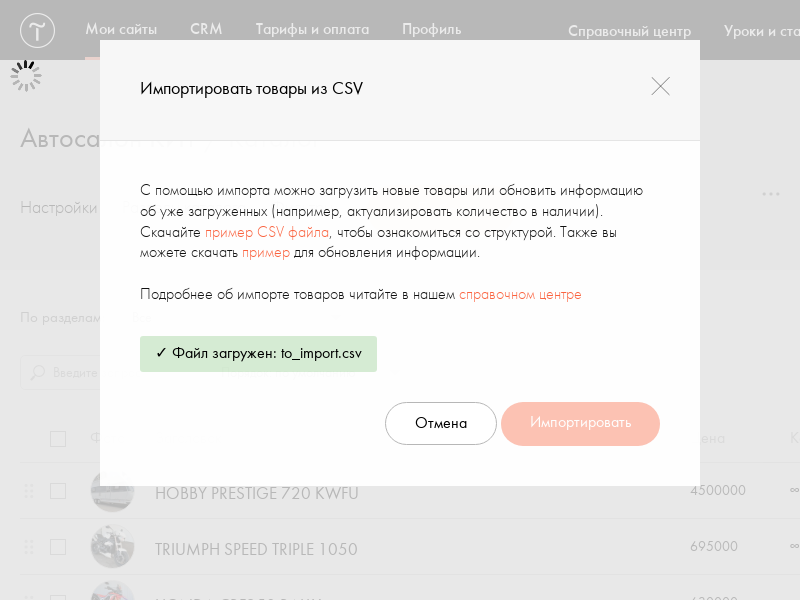 Мои сайты CRM Тарифы и оплата Профиль Справочный центр Уроки и ста
Импортировать товары из CSV
Автоса
Настройки
С помощью импорта можно загрузить новые товары или обновить информацию
об уже загруженных (например, актуализировать количество в наличии).
Скачайте пример CSV файла, чтобы ознакомиться со структурой. Также вы
можете скачать пример для обновления информации.
Подробнее об импорте товаров читайте в нашем справочном центре
По разделам
✓ Файл загружен: to_import.csv
Введите
Отмена Импортировать
HOBBY PRESTIGE 720 KWFU 4500000 ∞
TRIUMPH SPEED TRIPLE 1050 695000 ∞